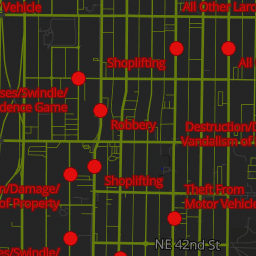 Vehicle
All Other Larc
Shoplifting
All
ses/Swindle/
dence Game
Robbery
Destruction/
Vandalism of
Shoplifting
n/Damage/
of Property
Theft From
Motor Vehicle
NE 42nd St
ses/Swindle/